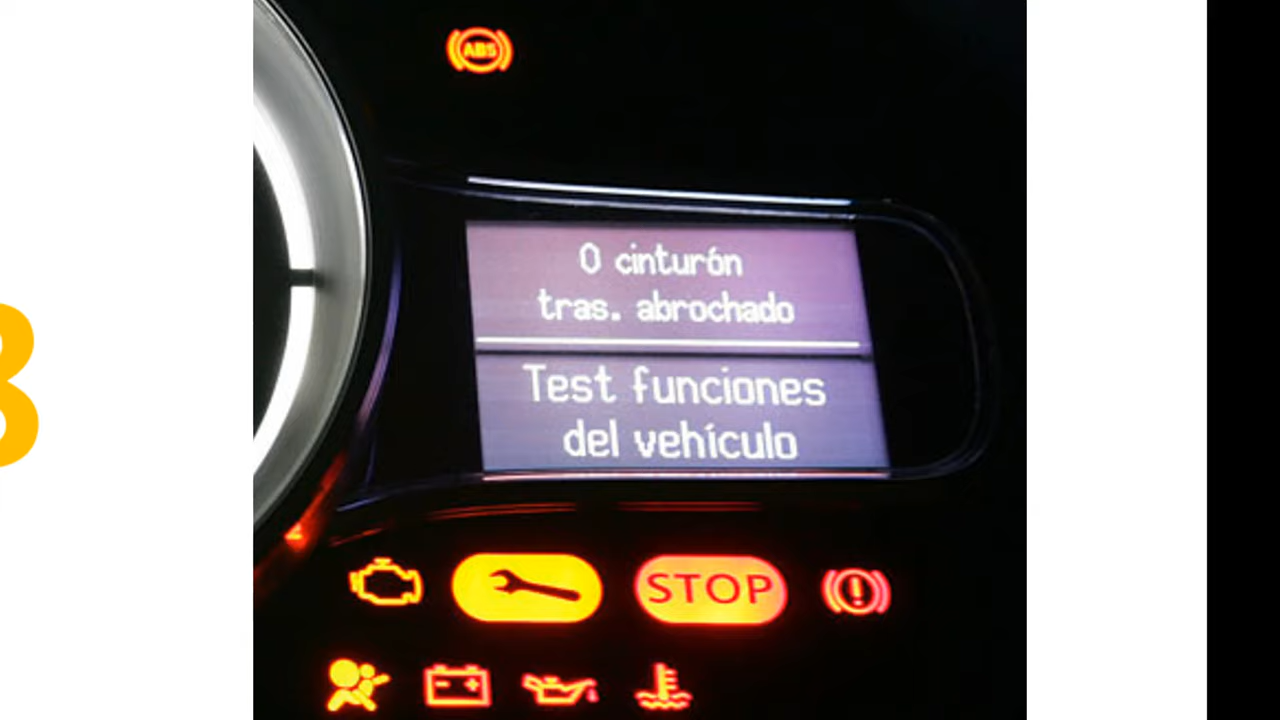 ABS
0 cinturón
tras. abrochado
Test funciones
del vehículo
STOP